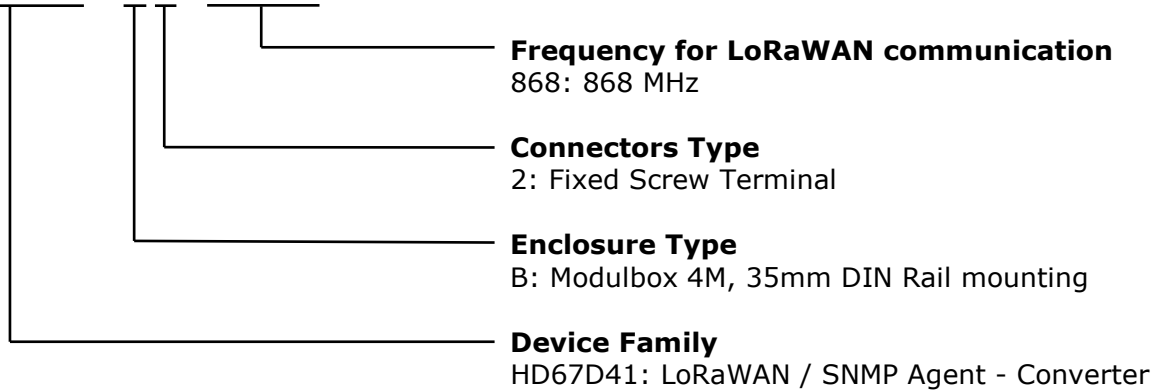 Frequency for LoRaWAN communication
868: 868 MHz
Connectors Type
2: Fixed Screw Terminal
Enclosure Type
B: Modulbox 4M, 35mm DIN Rail mounting
Device Family
HD67D41: LoRaWAN / SNMP Agent - Converter